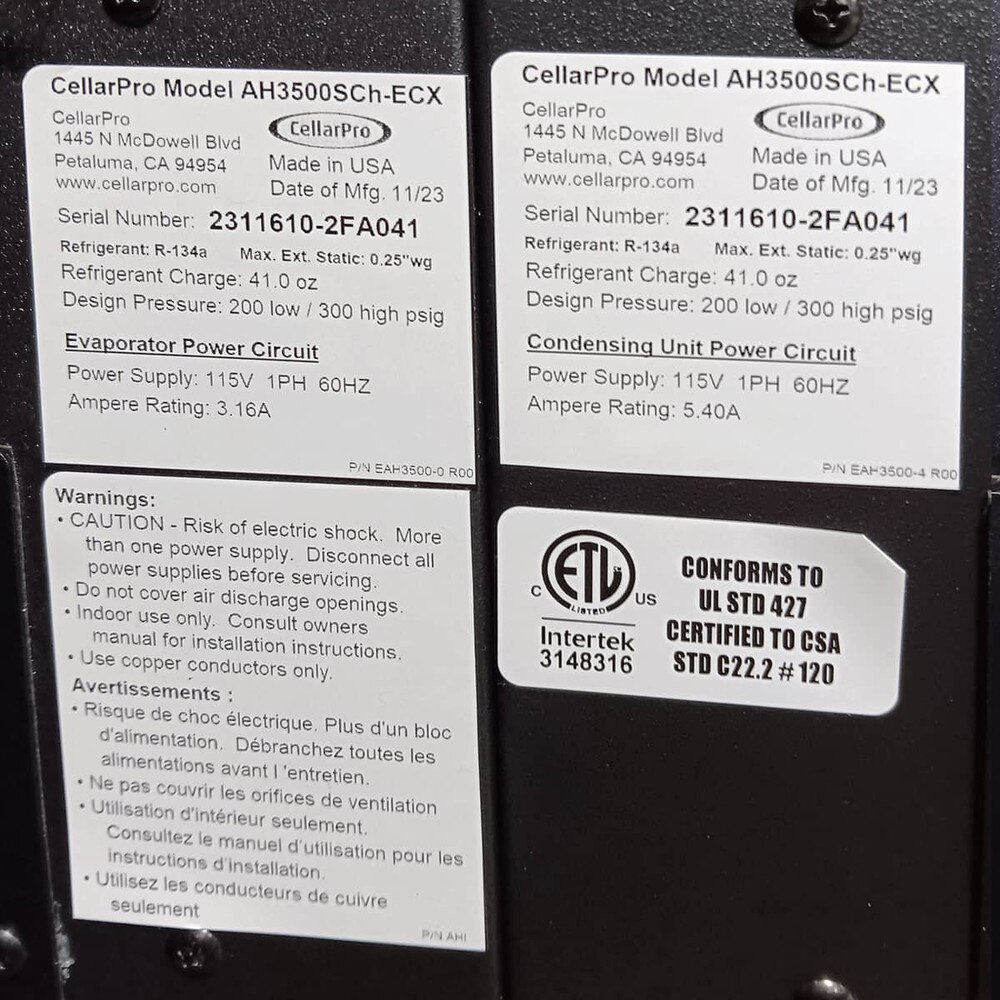 CellarPro Model AH3500SCh-ECX
CellarPro
1445 N McDowell Blvd
Petaluma, CA 94954
www.cellarpro.com
CellarPro
Made in USA
Date of Mfg. 11/23
Serial Number: 2311610-2FA041
Refrigerant: R-134a Max. Ext. Static: 0.25"wg
Refrigerant Charge: 41.0 oz
Design Pressure: 200 low / 300 high psig
Evaporator Power Circuit
Power Supply: 115V 1PH 60HZ
Ampere Rating: 3.16A
P/N EAH3500-0 R00
Warnings:
• CAUTION - Risk of electric shock. More
than one power supply. Disconnect all
power supplies before servicing.
• Do not cover air discharge openings.
• Indoor use only. Consult owners
manual for installation instructions.
• Use copper conductors only.
Avertissements :
• Risque de choc électrique. Plus d'un bloc
d'alimentation. Débranchez toutes les
alimentations avant l 'entretien.
• Ne pas couvrir les orifices de ventilation
• Utilisation d'intérieur seulement.
Consultez le manuel d'utilisation pour les
instructions d'installation.
• Utilisez les conducteurs de cuivre
seulement
P/N AHI
CellarPro Model AH3500SCh-ECX
CellarPro
1445 N McDowell Blvd
Petaluma, CA 94954
www.cellarpro.com
CellarPro
Made in USA
Date of Mfg. 11/23
Serial Number: 2311610-2FA041
Refrigerant: R-134a Max. Ext. Static: 0.25"wg
Refrigerant Charge: 41.0 oz
Design Pressure: 200 low / 300 high psig
Condensing Unit Power Circuit
Power Supply: 115V 1PH 60HZ
Ampere Rating: 5.40A
P/N EAH3500-4 R00
C ETL US
LISTED
Intertek
3148316
CONFORMS TO
UL STD 427
CERTIFIED TO CSA
STD C22.2 # 120